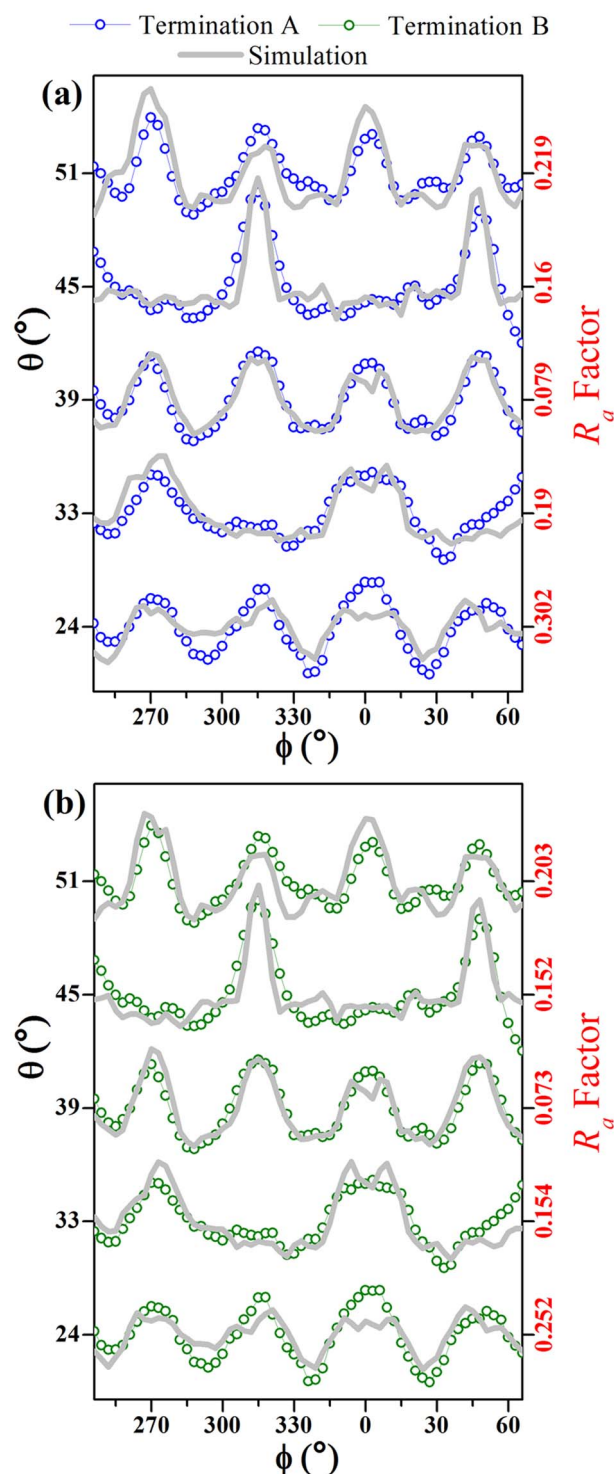 Termination A Termination B
Simulation
(a)
51 0.219
45 0.16
39 0.079
33 0.19
24 0.302
θ (°)
R_a Factor
270 300 330 0 30 60
ϕ (°)
(b)
51 0.203
45 0.152
39 0.073
33 0.154
24 0.252
θ (°)
R_a Factor
270 300 330 0 30 60
ϕ (°)